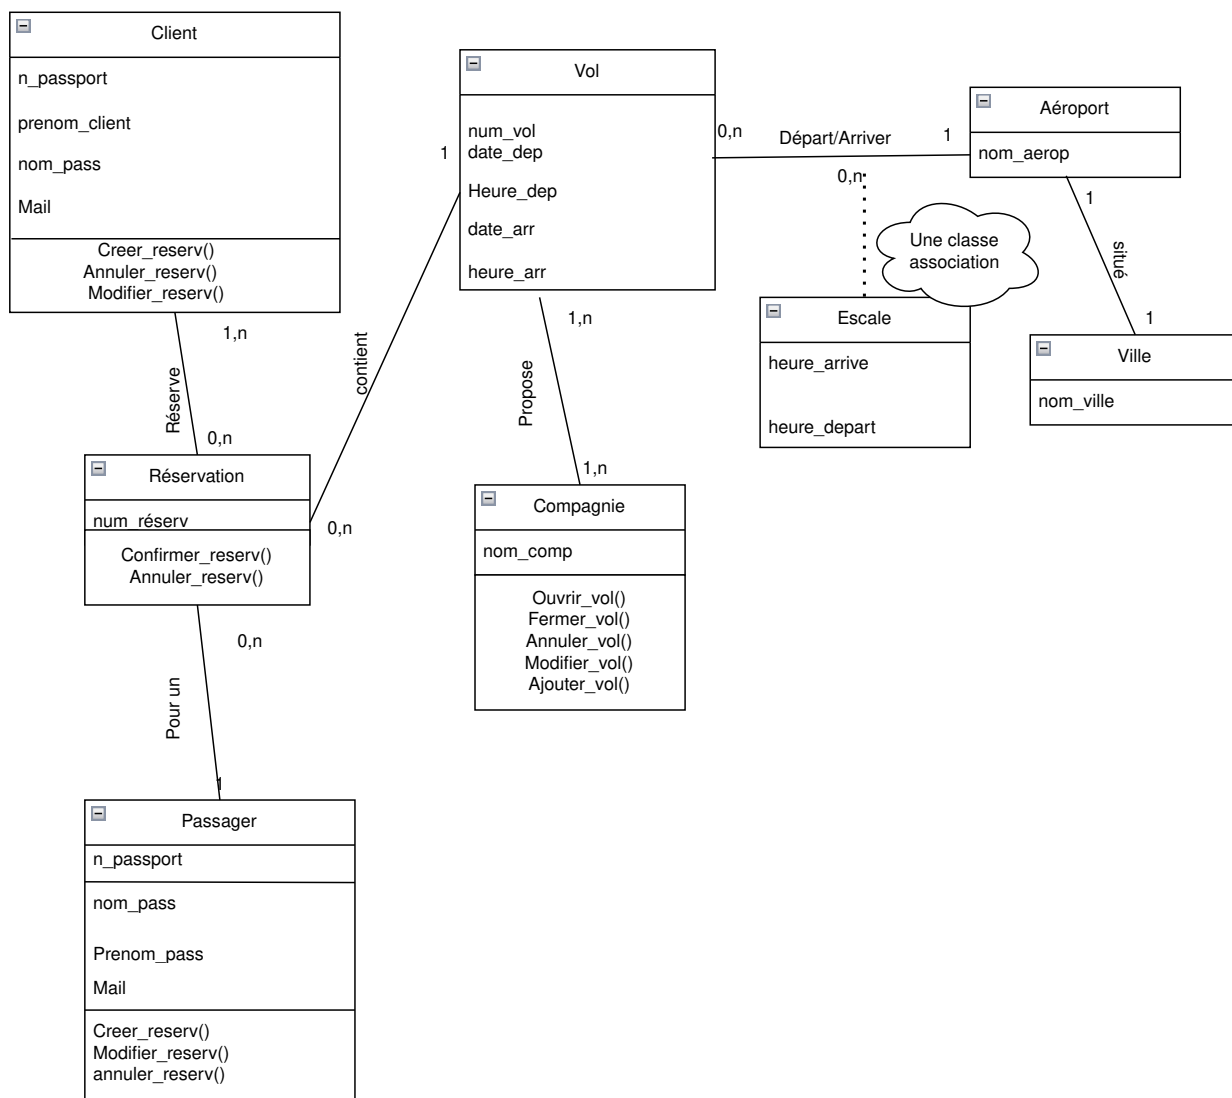 Client
n_passport
prenom_client
nom_pass
Mail
Creer_reserv()
Annuler_reserv()
Modifier_reserv()
1,n
Réserve
0,n
Réservation
num_réserv
Confirmer_reserv()
Annuler_reserv()
0,n
Pour un
1
Passager
n_passport
nom_pass
Prenom_pass
Mail
Creer_reserv()
Modifier_reserv()
annuler_reserv()
1
contient
0,n
Vol
num_vol
date_dep
Heure_dep
date_arr
heure_arr
1,n
Propose
1,n
Compagnie
nom_comp
Ouvrir_vol()
Fermer_vol()
Annuler_vol()
Modifier_vol()
Ajouter_vol()
0,n
Départ/Arriver
1
0,n
Une classe
association
Escale
heure_arrive
heure_depart
Aéroport
nom_aerop
1
situé
1
Ville
nom_ville